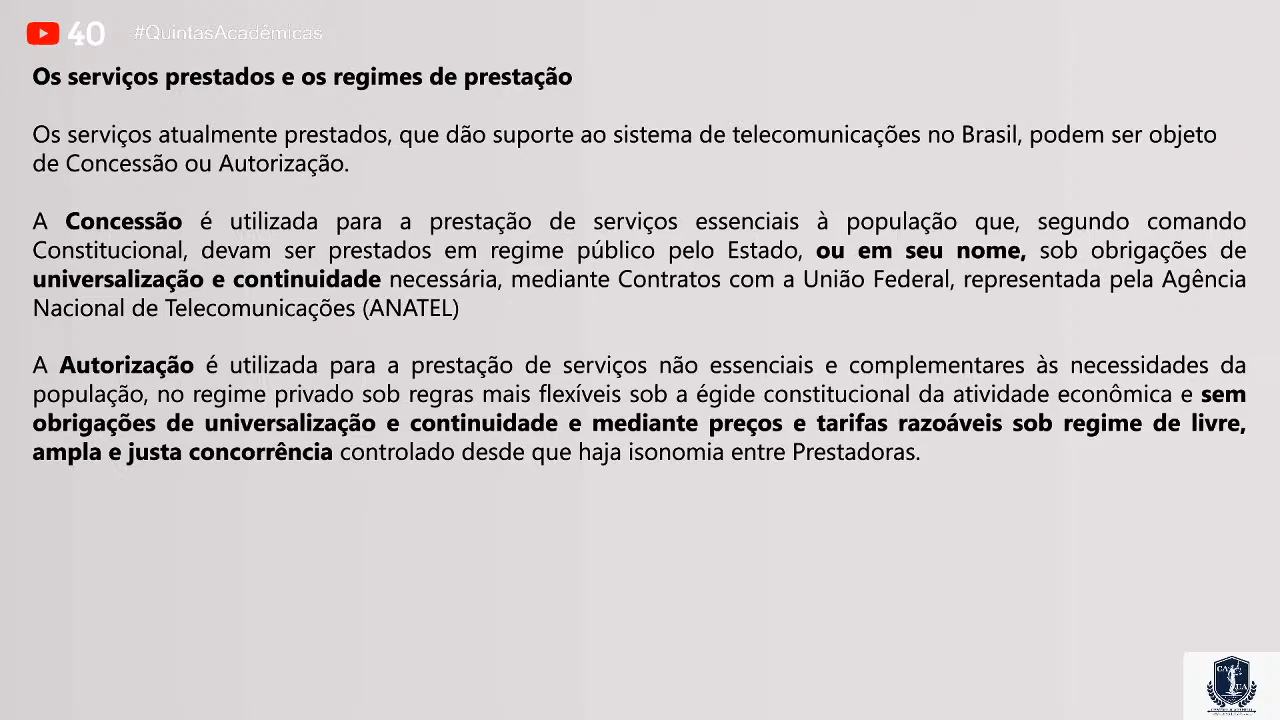 40 #QuintasAcadêmicas
Os serviços prestados e os regimes de prestação
Os serviços atualmente prestados, que dão suporte ao sistema de telecomunicações no Brasil, podem ser objeto
de Concessão ou Autorização.
A Concessão é utilizada para a prestação de serviços essenciais à população que, segundo comando
Constitucional, devam ser prestados em regime público pelo Estado, ou em seu nome, sob obrigações de
universalização e continuidade necessária, mediante Contratos com a União Federal, representada pela Agência
Nacional de Telecomunicações (ANATEL)
A Autorização é utilizada para a prestação de serviços não essenciais e complementares às necessidades da
população, no regime privado sob regras mais flexíveis sob a égide constitucional da atividade econômica e sem
obrigações de universalização e continuidade e mediante preços e tarifas razoáveis sob regime de livre,
ampla e justa concorrência controlado desde que haja isonomia entre Prestadoras.